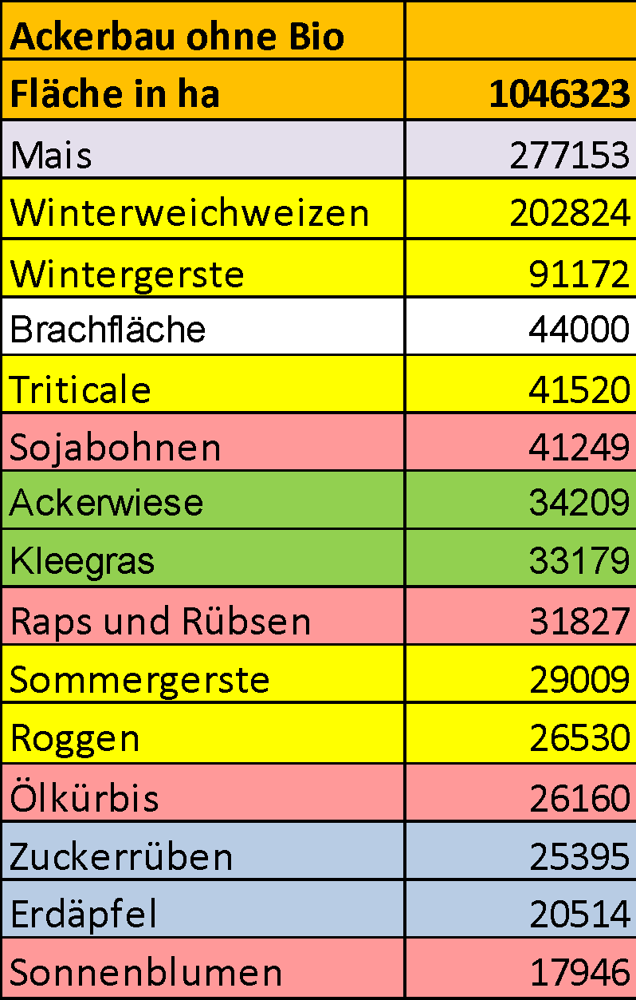 Ackerbau ohne Bio
Fläche in ha 1046323
Mais 277153
Winterweichweizen 202824
Wintergerste 91172
Brachfläche 44000
Triticale 41520
Sojabohnen 41249
Ackerwiese 34209
Kleegras 33179
Raps und Rübsen 31827
Sommergerste 29009
Roggen 26530
Ölkürbis 26160
Zuckerrüben 25395
Erdäpfel 20514
Sonnenblumen 17946